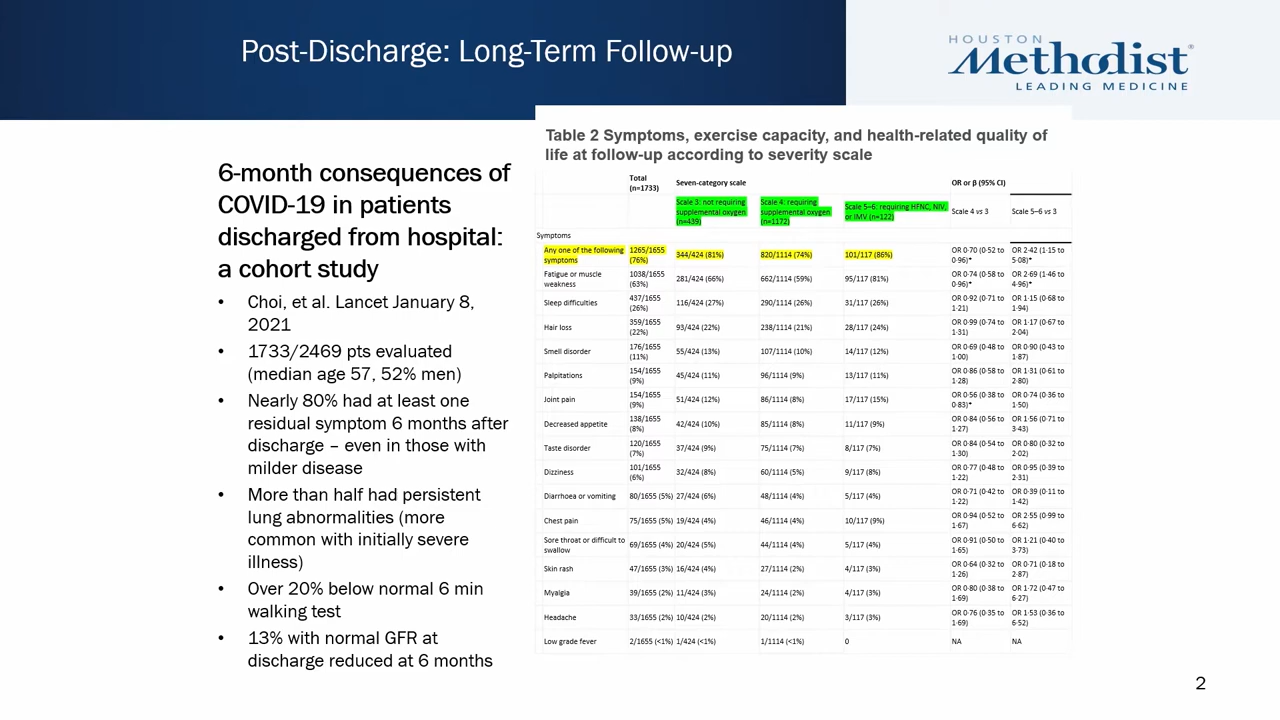 Post-Discharge: Long-Term Follow-up
HOUSTON
Methodist®
LEADING MEDICINE
6-month consequences of
COVID-19 in patients
discharged from hospital:
a cohort study
• Choi, et al. Lancet January 8,
2021
• 1733/2469 pts evaluated
(median age 57, 52% men)
• Nearly 80% had at least one
residual symptom 6 months after
discharge – even in those with
milder disease
• More than half had persistent
lung abnormalities (more
common with initially severe
illness)
• Over 20% below normal 6 min
walking test
• 13% with normal GFR at
discharge reduced at 6 months
Table 2 Symptoms, exercise capacity, and health-related quality of
life at follow-up according to severity scale
Total
(n=1733)
Seven-category scale
OR or β (95% CI)
Scale 3: not requiring
supplemental oxygen
(n=439)
Scale 4: requiring
supplemental oxygen
(n=1172)
Scale 5–6: requiring HFNC, NIV,
or IMV (n=122)
Scale 4 vs 3
Scale 5–6 vs 3
Symptoms
Any one of the following
symptoms
1265/1655
(76%)
344/424 (81%)
820/1114 (74%)
101/117 (86%)
OR 0·70 (0·52 to
0·96)*
OR 2·42 (1·15 to
5·08)*
Fatigue or muscle
weakness
1038/1655
(63%)
281/424 (66%)
662/1114 (59%)
95/117 (81%)
OR 0·74 (0·58 to
0·96)*
OR 2·69 (1·46 to
4·96)*
Sleep difficulties
437/1655
(26%)
116/424 (27%)
290/1114 (26%)
31/117 (26%)
OR 0·92 (0·71 to
1·21)
OR 1·15 (0·68 to
1·94)
Hair loss
359/1655
(22%)
93/424 (22%)
238/1114 (21%)
28/117 (24%)
OR 0·99 (0·74 to
1·31)
OR 1·17 (0·67 to
2·04)
Smell disorder
176/1655
(11%)
55/424 (13%)
107/1114 (10%)
14/117 (12%)
OR 0·69 (0·48 to
1·00)
OR 0·90 (0·43 to
1·87)
Palpitations
154/1655
(9%)
45/424 (11%)
96/1114 (9%)
13/117 (11%)
OR 0·86 (0·58 to
1·28)
OR 1·31 (0·61 to
2·80)
Joint pain
154/1655
(9%)
51/424 (12%)
86/1114 (8%)
17/117 (15%)
OR 0·56 (0·38 to
0·83)*
OR 0·74 (0·36 to
1·50)
Decreased appetite
138/1655
(8%)
42/424 (10%)
85/1114 (8%)
11/117 (9%)
OR 0·84 (0·56 to
1·27)
OR 1·56 (0·71 to
3·43)
Taste disorder
120/1655
(7%)
37/424 (9%)
75/1114 (7%)
8/117 (7%)
OR 0·84 (0·54 to
1·30)
OR 0·80 (0·32 to
2·02)
Dizziness
101/1655
(6%)
32/424 (8%)
60/1114 (5%)
9/117 (8%)
OR 0·77 (0·48 to
1·22)
OR 0·95 (0·39 to
2·31)
Diarrhoea or vomiting
80/1655 (5%)
27/424 (6%)
48/1114 (4%)
5/117 (4%)
OR 0·71 (0·42 to
1·22)
OR 0·39 (0·11 to
1·42)
Chest pain
75/1655 (5%)
19/424 (4%)
46/1114 (4%)
10/117 (9%)
OR 0·94 (0·52 to
1·67)
OR 2·55 (0·99 to
6·62)
Sore throat or difficult to
swallow
69/1655 (4%)
20/424 (5%)
44/1114 (4%)
5/117 (4%)
OR 0·91 (0·50 to
1·65)
OR 1·21 (0·40 to
3·73)
Skin rash
47/1655 (3%)
16/424 (4%)
27/1114 (2%)
4/117 (3%)
OR 0·64 (0·32 to
1·26)
OR 0·71 (0·18 to
2·87)
Myalgia
39/1655 (2%)
11/424 (3%)
24/1114 (2%)
4/117 (3%)
OR 0·80 (0·38 to
1·69)
OR 1·72 (0·47 to
6·27)
Headache
33/1655 (2%)
10/424 (2%)
20/1114 (2%)
3/117 (3%)
OR 0·76 (0·35 to
1·69)
OR 1·53 (0·36 to
6·52)
Low grade fever
2/1655 (<1%)
1/424 (<1%)
1/1114 (<1%)
0
NA
NA
2